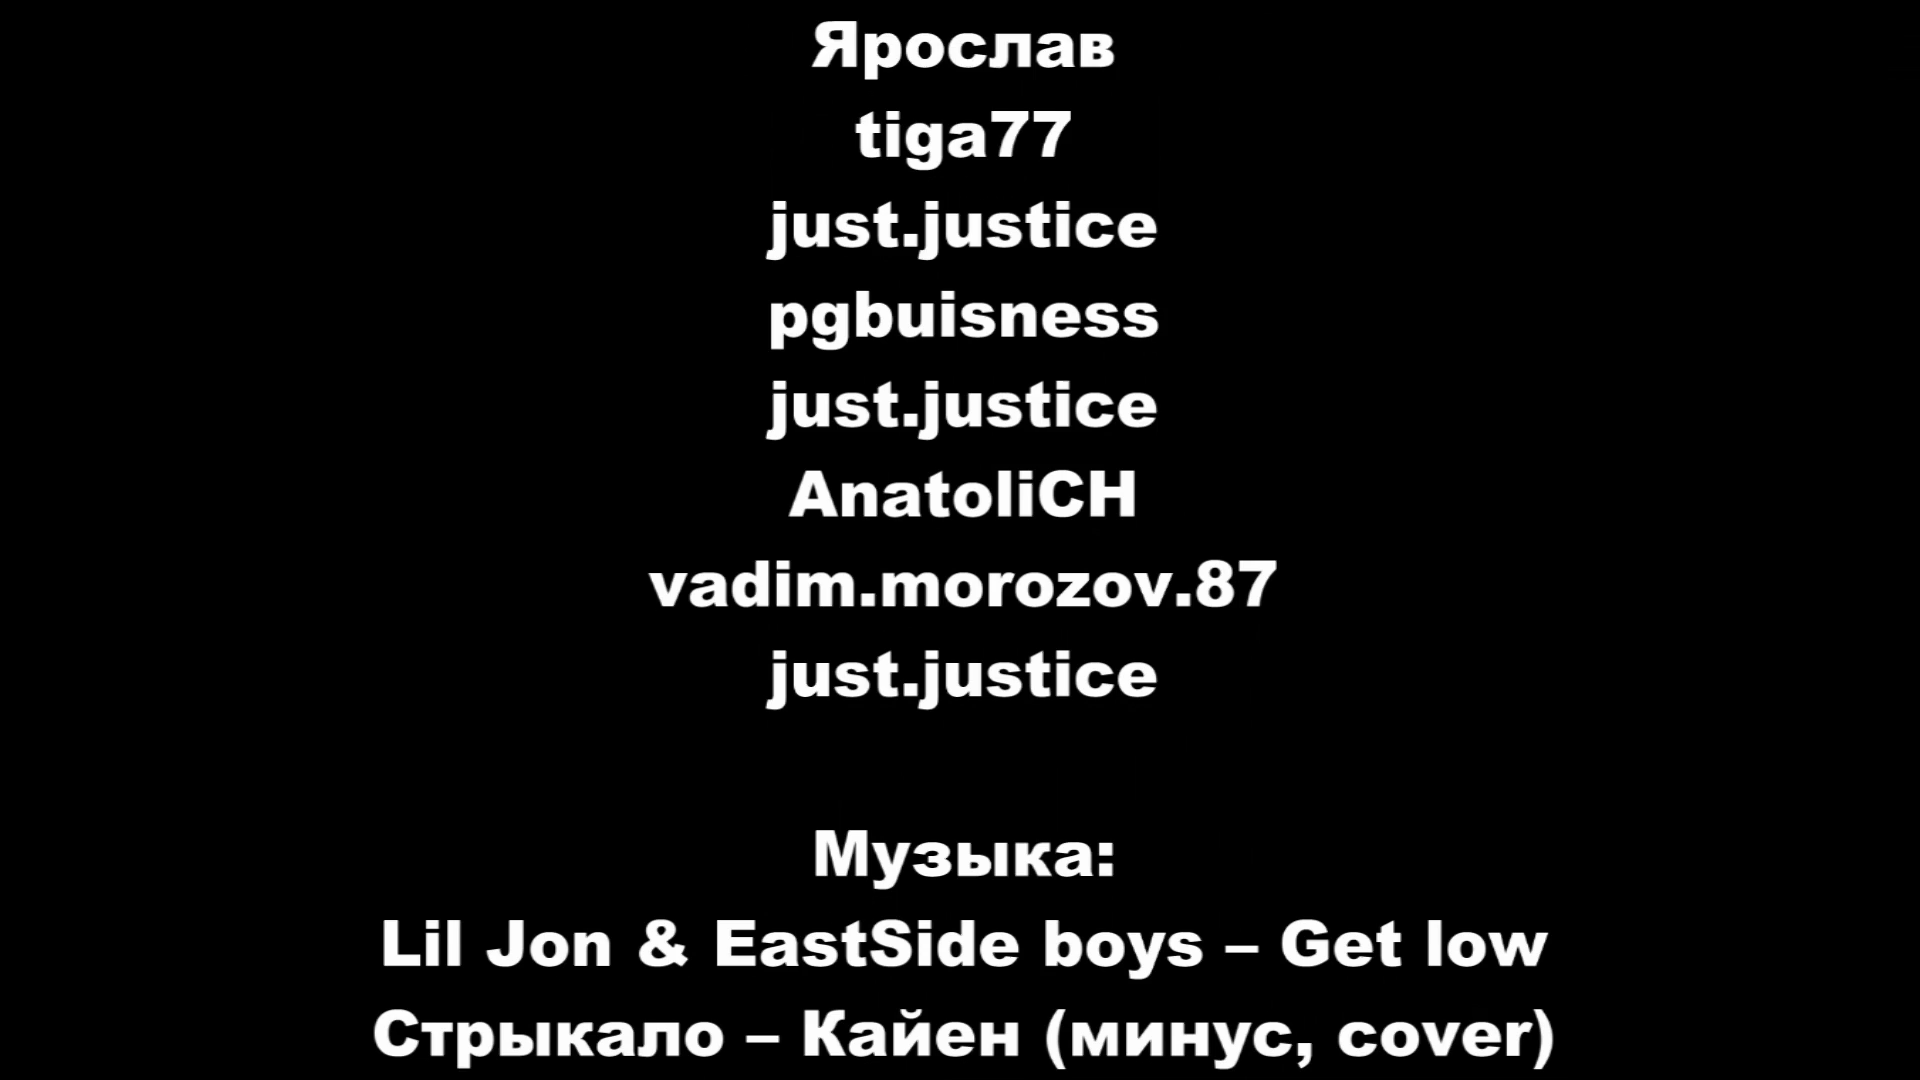 Ярослав
tiga77
just.justice
pgbuisness
just.justice
AnatoliCH
vadim.morozov.87
just.justice
Музыка:
Lil Jon & EastSide boys – Get low
Стрыкало – Кайен (минус, cover)